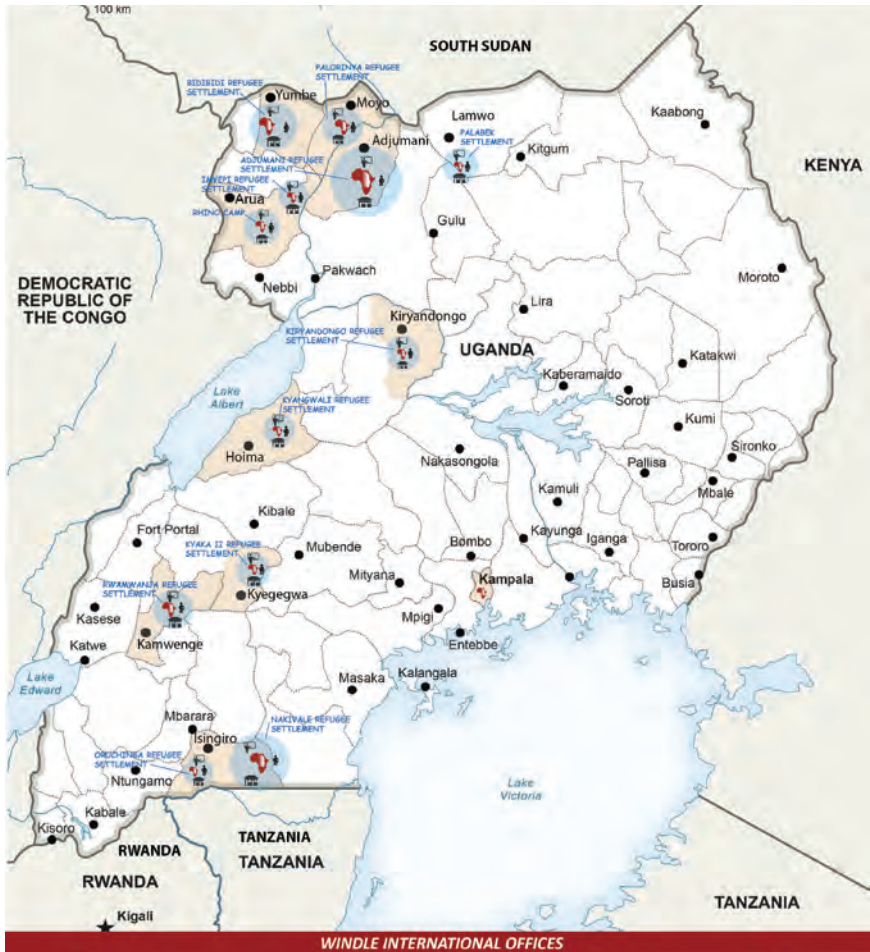 100 km
SOUTH SUDAN
PALORINYA REFUGEE
SETTLEMENT
BIDIBIDI REFUGEE
SETTLEMENT
Yumbe
Moyo
Lamwo
Kaabong
PALABEK
SETTLEMENT
Adjumani
Kitgum
ADJUMANI REFUGEE
SETTLEMENT
KENYA
IMVEPI REFUGEE
SETTLEMENT
Arua
RHINO CAMP
Gulu
Moroto
Nebbi
Pakwach
DEMOCRATIC
REPUBLIC OF
THE CONGO
Lira
Kiryandongo
KIRYANDONGO REFUGEE
SETTLEMENT
UGANDA
Katakwi
Kaberamaido
Soroti
Lake
Albert
KYANGWALI REFUGEE
SETTLEMENT
Kumi
Hoima
Nakasongola
Sironko
Pallisa
Mbale
Kamuli
Kibale
Fort Portal
KYAKA II REFUGEE
SETTLEMENT
Mubende
Bombo
Kayunga
Iganga
Tororo
Mityana
Kampala
Busia
RWAMWANJA REFUGEE
SETTLEMENT
Kyegegwa
Kasese
Mpigi
Kamwenge
Entebbe
Katwe
Lake
Edward
Masaka
Kalangala
Mbarara
NAKIVALE REFUGEE
SETTLEMENT
Isingiro
ORUCHINGA REFUGEE
SETTLEMENT
Ntungamo
Lake
Victoria
Kabale
Kisoro
RWANDA
TANZANIA
TANZANIA
RWANDA
TANZANIA
Kigali
WINDLE INTERNATIONAL OFFICES